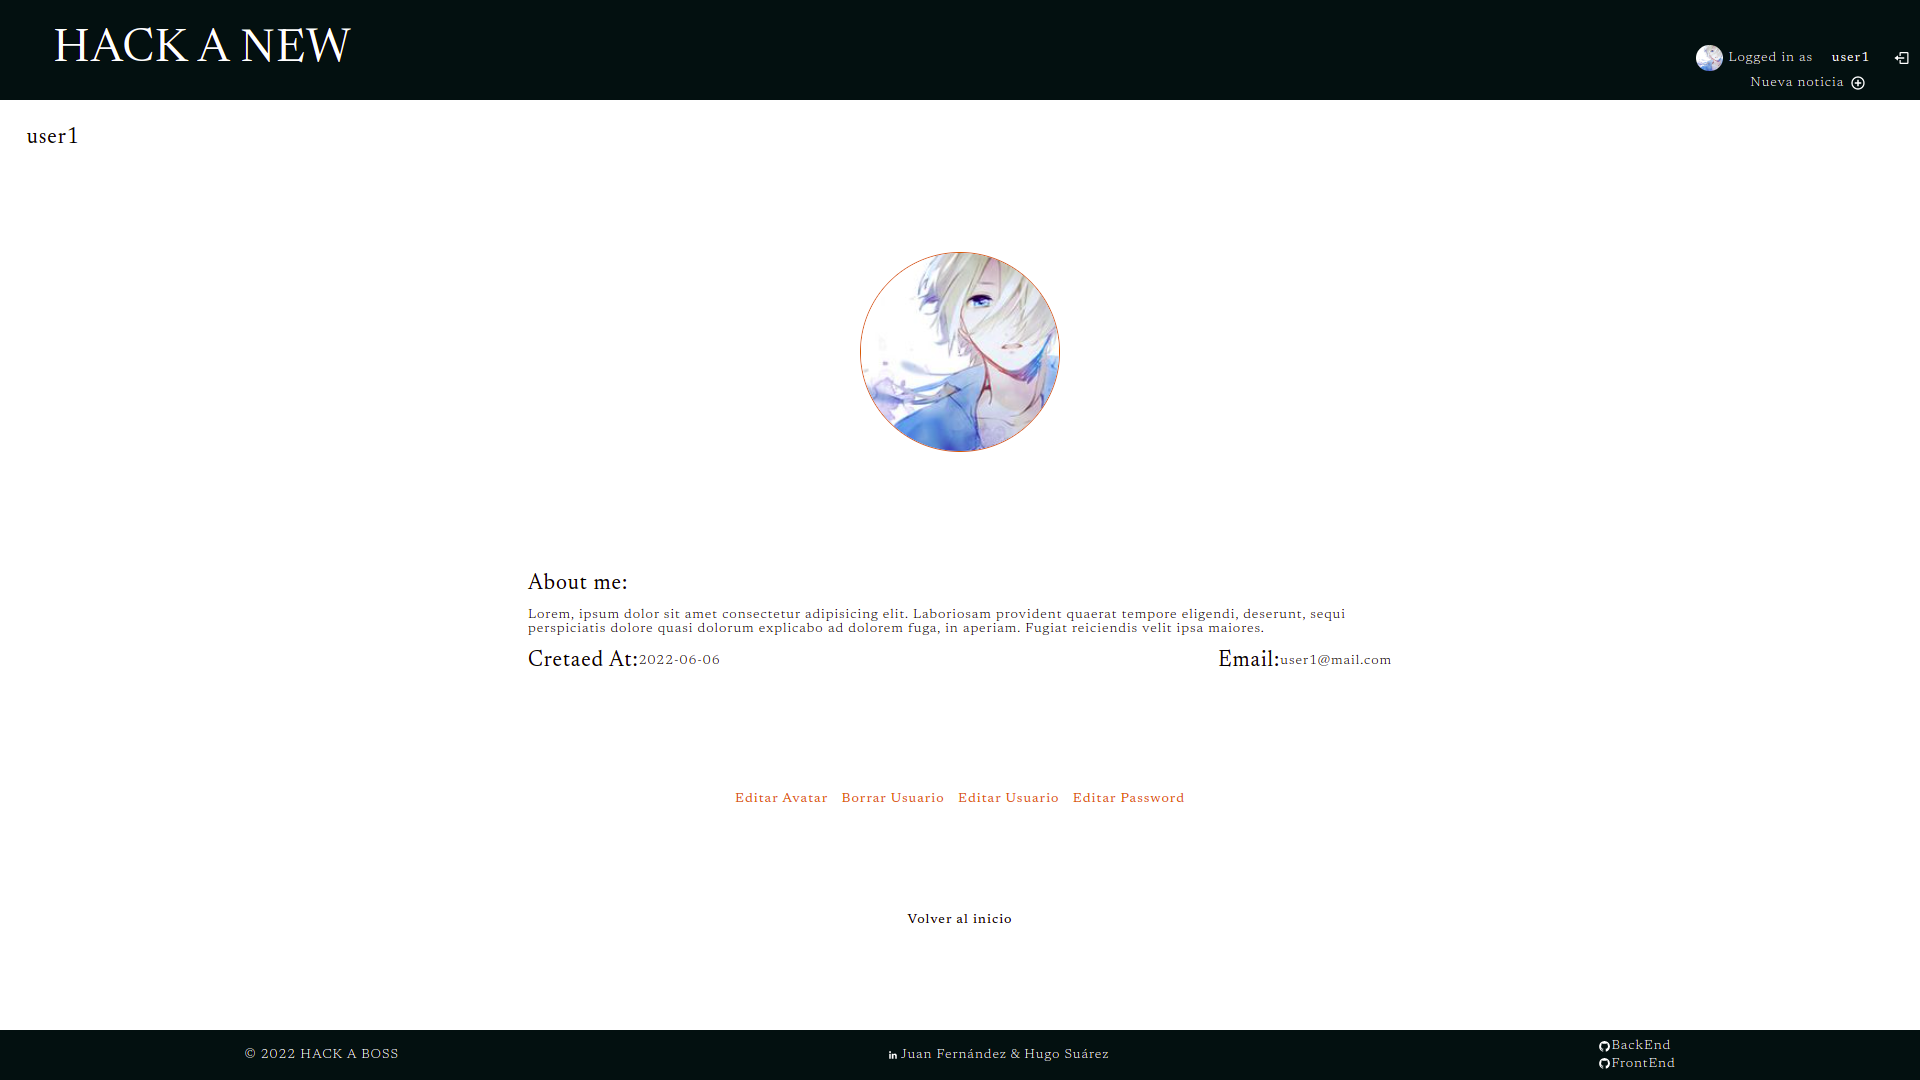 HACK A NEW
Logged in as user1
Nueva noticia
user1
About me:
Lorem, ipsum dolor sit amet consectetur adipisicing elit. Laboriosam provident quaerat tempore eligendi, deserunt, sequi
perspiciatis dolore quasi dolorum explicabo ad dolorem fuga, in aperiam. Fugiat reiciendis velit ipsa maiores.
Cretaed At:2022-06-06 Email:user1@mail.com
Editar Avatar Borrar Usuario Editar Usuario Editar Password
Volver al inicio
© 2022 HACK A BOSS
in Juan Fernández & Hugo Suárez
BackEnd
FrontEnd